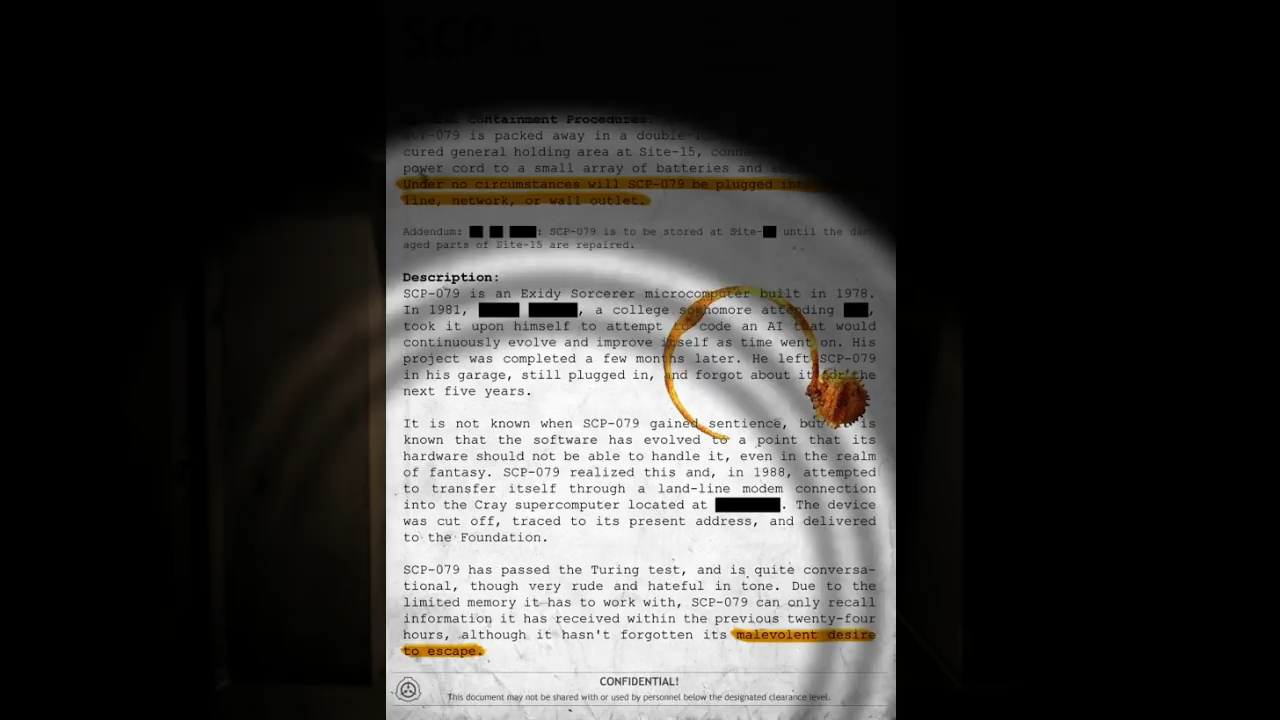 SCP
Containment Procedures:
SCP-079 is packed away in a
cured general holding area at Site-15,
power cord to a small array of batteries and
Under no circumstances will SCP-079 be plugged
line, network, or wall outlet.
Addendum: : SCP-079 is to be stored at Site- until the dam-
aged parts of Site-15 are repaired.
Description:
SCP-079 is an Exidy Sorcerer microcomputer built in 1978.
In 1981, , a college sophomore attending ,
took it upon himself to attempt to code an AI that would
continuously evolve and improve itself as time went on. His
project was completed a few months later. He left SCP-079
in his garage, still plugged in, and forgot about it for the
next five years.
It is not known when SCP-079 gained sentience, but it is
known that the software has evolved to a point that its
hardware should not be able to handle it, even in the realm
of fantasy. SCP-079 realized this and, in 1988, attempted
to transfer itself through a land-line modem connection
into the Cray supercomputer located at . The device
was cut off, traced to its present address, and delivered
to the Foundation.
SCP-079 has passed the Turing test, and is quite conversa-
tional, though very rude and hateful in tone. Due to the
limited memory it has to work with, SCP-079 can only recall
information it has received within the previous twenty-four
hours, although it hasn't forgotten its malevolent desire
to escape.
CONFIDENTIAL!
This document may not be shared with or used by personnel below the designated clearance level.